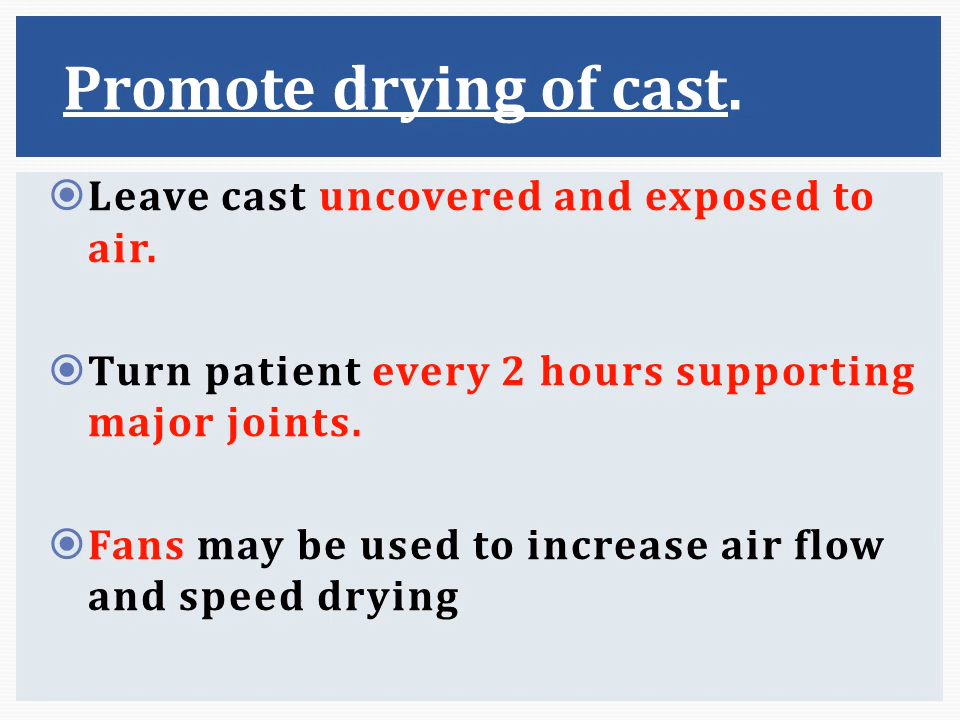 Promote drying of cast.
Leave cast uncovered and exposed to
air.
Turn patient every 2 hours supporting
major joints.
Fans may be used to increase air flow
and speed drying